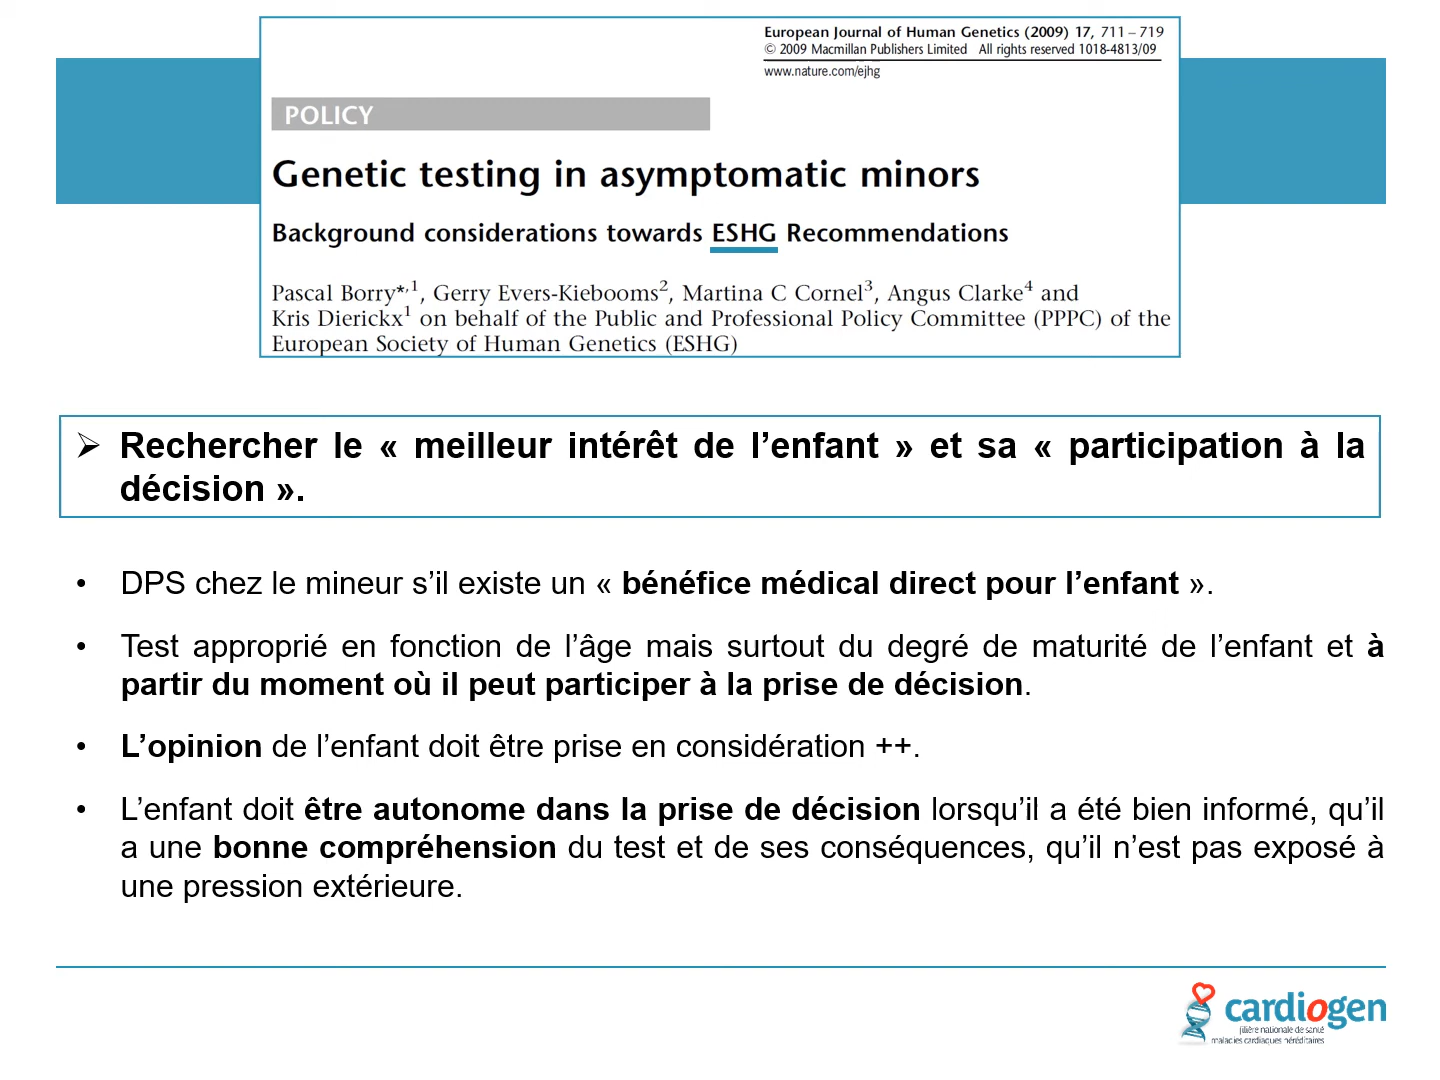 European Journal of Human Genetics (2009) 17, 711–719
© 2009 Macmillan Publishers Limited All rights reserved 1018-4813/09
www.nature.com/ejhg
POLICY
Genetic testing in asymptomatic minors
Background considerations towards ESHG Recommendations
Pascal Borry*,1, Gerry Evers-Kiebooms2, Martina C Cornel3, Angus Clarke4 and
Kris Dierickx1 on behalf of the Public and Professional Policy Committee (PPPC) of the
European Society of Human Genetics (ESHG)
➢ Rechercher le « meilleur intérêt de l’enfant » et sa « participation à la
décision ».
• DPS chez le mineur s’il existe un « bénéfice médical direct pour l’enfant ».
• Test approprié en fonction de l’âge mais surtout du degré de maturité de l’enfant et à
partir du moment où il peut participer à la prise de décision.
• L’opinion de l’enfant doit être prise en considération ++.
• L’enfant doit être autonome dans la prise de décision lorsqu’il a été bien informé, qu’il
a une bonne compréhension du test et de ses conséquences, qu’il n’est pas exposé à
une pression extérieure.
cardiogen
filière nationale de santé
maladies cardiaques héréditaires